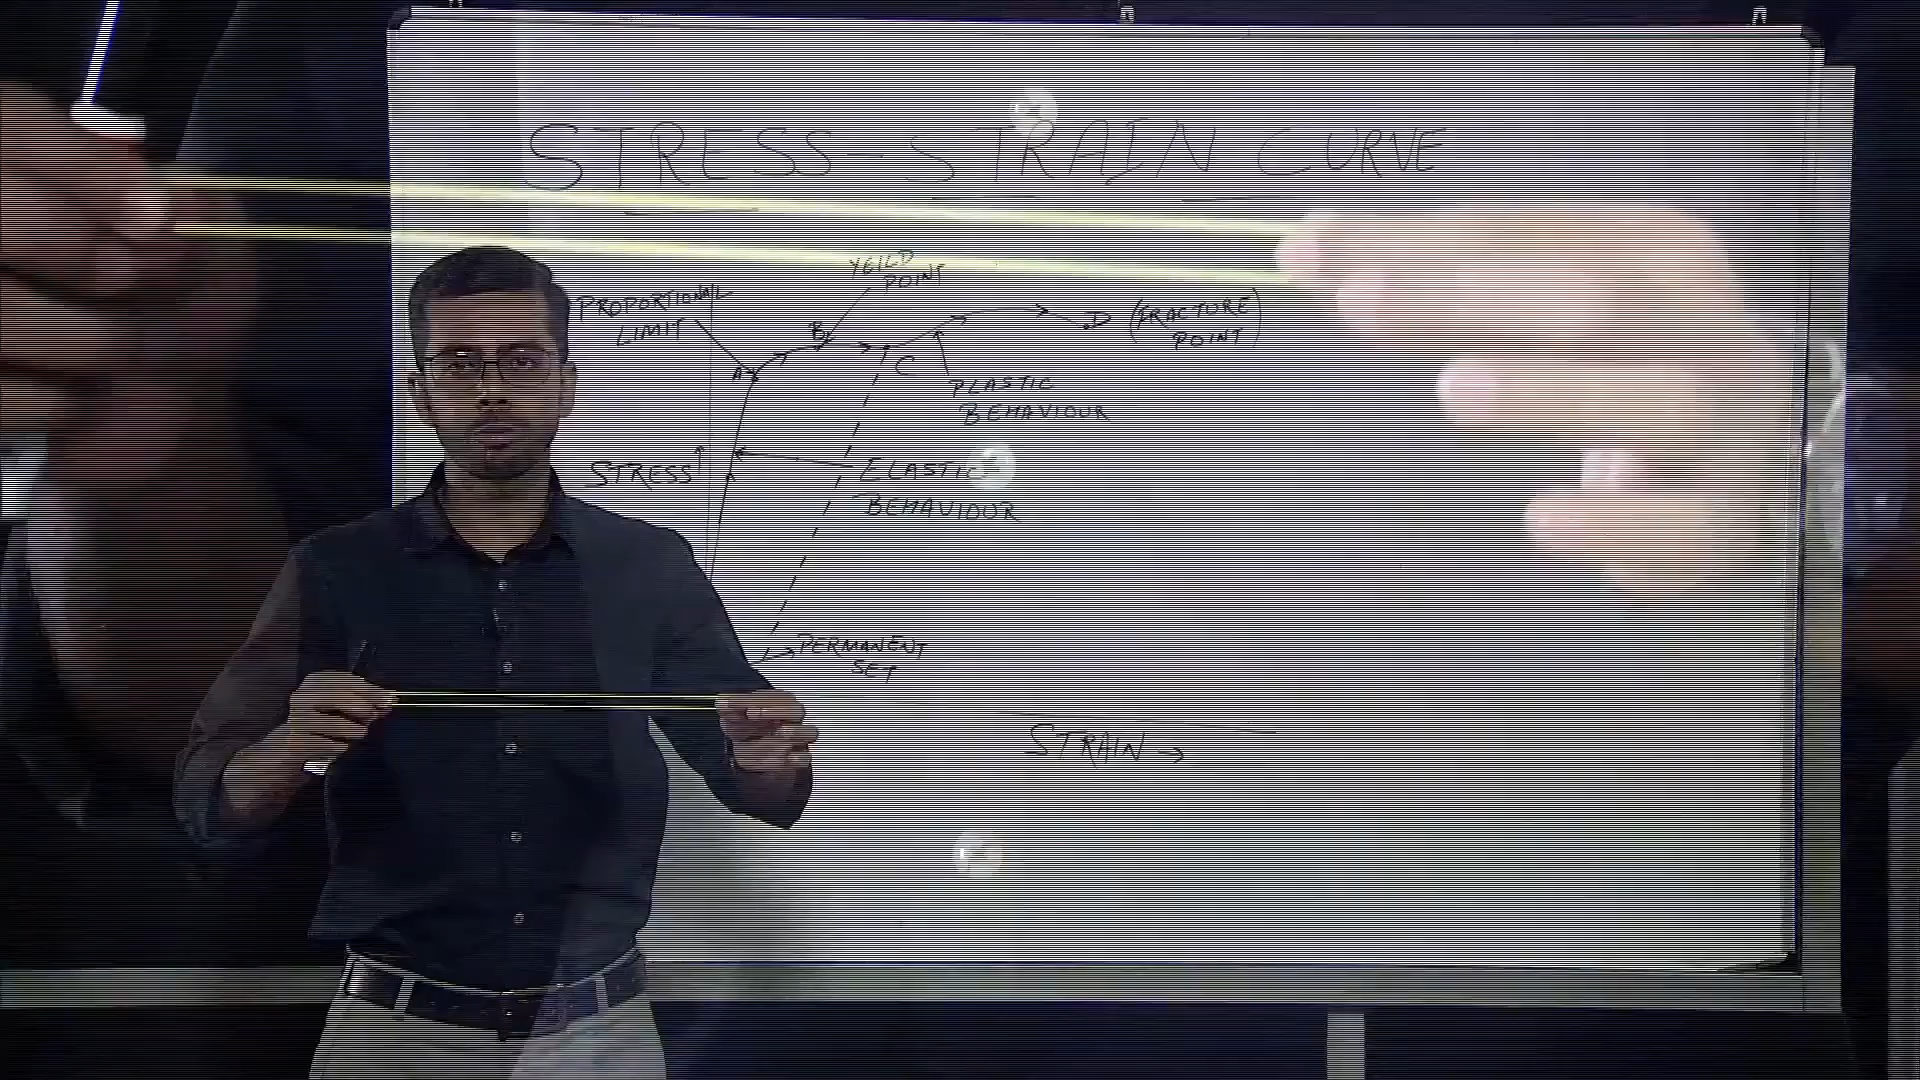 STRESS-STRAIN CURVE
YEILD
POINT
PROPORTIONAL
LIMIT
B
D (FRACTURE
POINT)
A
C
PLASTIC
BEHAVIOUR
STRESS
ELASTIC
BEHAVIOUR
PERMANENT
SET
STRAIN →